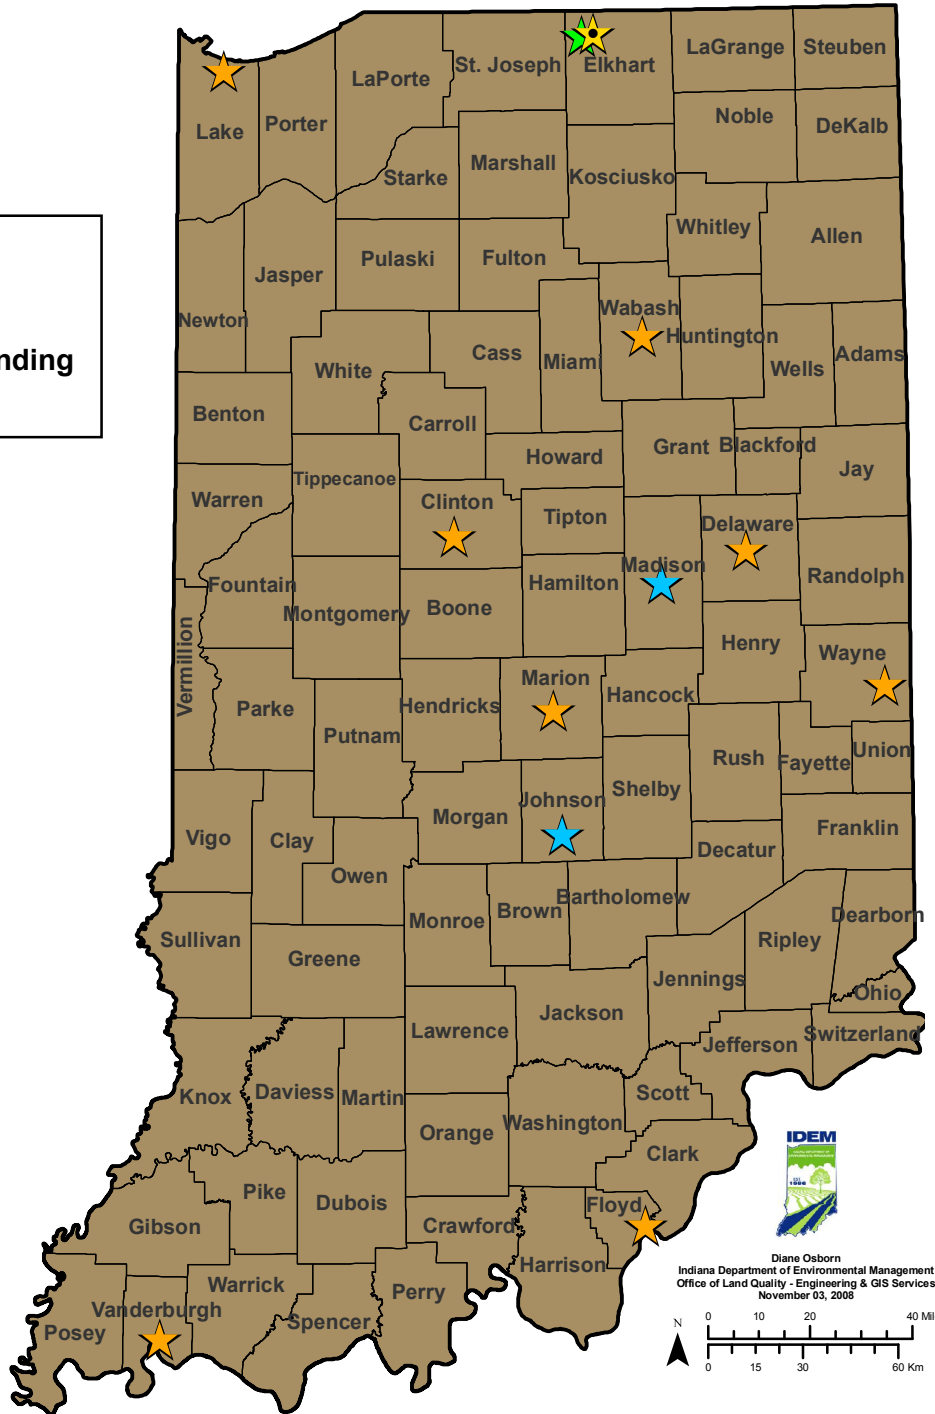 LaGrange
Steuben
St. Joseph
Elkhart
LaPorte
Lake
Porter
Noble
DeKalb
Marshall
Starke
Kosciusko
Whitley
Allen
Pulaski
Fulton
Jasper
Newton
Wabash
Huntington
nding
White
Cass
Miami
Wells
Adams
Benton
Carroll
Grant
Blackford
Howard
Jay
Tippecanoe
Warren
Clinton
Tipton
Delaware
Madison
Randolph
Fountain
Hamilton
Montgomery
Boone
Vermillion
Henry
Wayne
Marion
Hancock
Parke
Hendricks
Putnam
Rush
Fayette
Union
Shelby
Johnson
Morgan
Vigo
Clay
Franklin
Decatur
Owen
Bartholomew
Brown
Monroe
Dearborn
Sullivan
Ripley
Greene
Jennings
Ohio
Jackson
Lawrence
Switzerland
Jefferson
Knox
Daviess
Martin
Scott
Washington
Orange
Clark
IDEM
EST.
1986
Pike
Dubois
Floyd
Gibson
Crawford
Harrison
Diane Osborn
Indiana Department of Environmental Management
Office of Land Quality - Engineering & GIS Services
November 03, 2008
Warrick
Perry
Vanderburgh
Spencer
Posey
N
0 10 20 40 Mil
0 15 30 60 Km